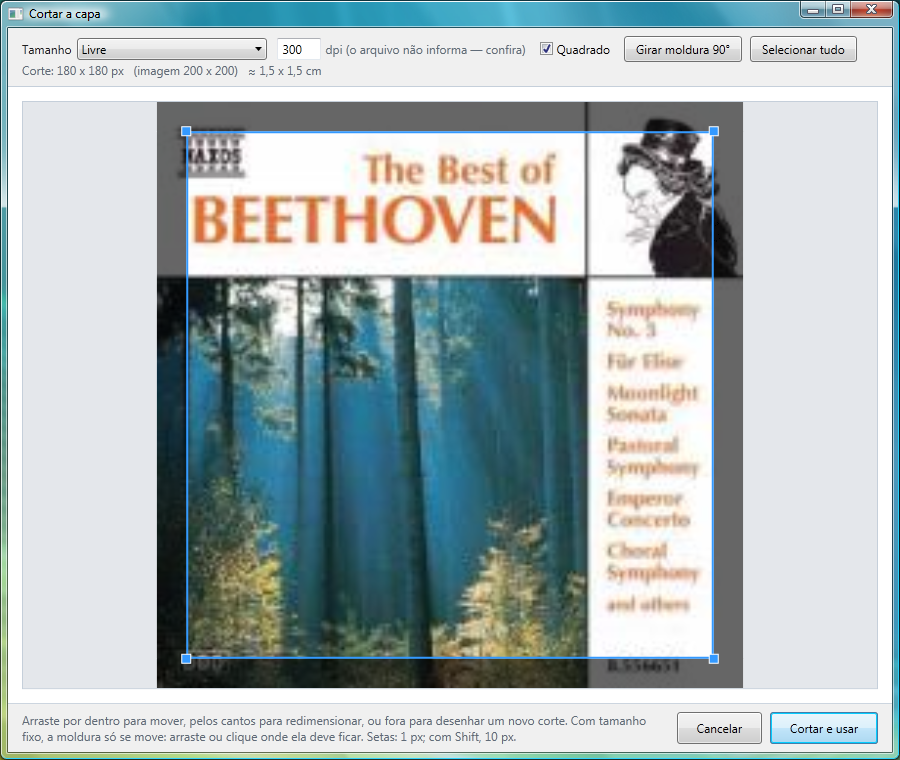 Cortar a capa
Tamanho Livre 300 dpi (o arquivo não informa — confira) Quadrado Girar moldura 90° Selecionar tudo
Corte: 180 x 180 px (imagem 200 x 200) ≈ 1,5 x 1,5 cm
NAXOS
The Best of
BEETHOVEN
Symphony
No. 5
Für Elise
Moonlight
Sonata
Pastoral
Symphony
Emperor
Concerto
Choral
Symphony
and others
Arraste por dentro para mover, pelos cantos para redimensionar, ou fora para desenhar um novo corte. Com tamanho
fixo, a moldura só se move: arraste ou clique onde ela deve ficar. Setas: 1 px; com Shift, 10 px.
Cancelar Cortar e usar